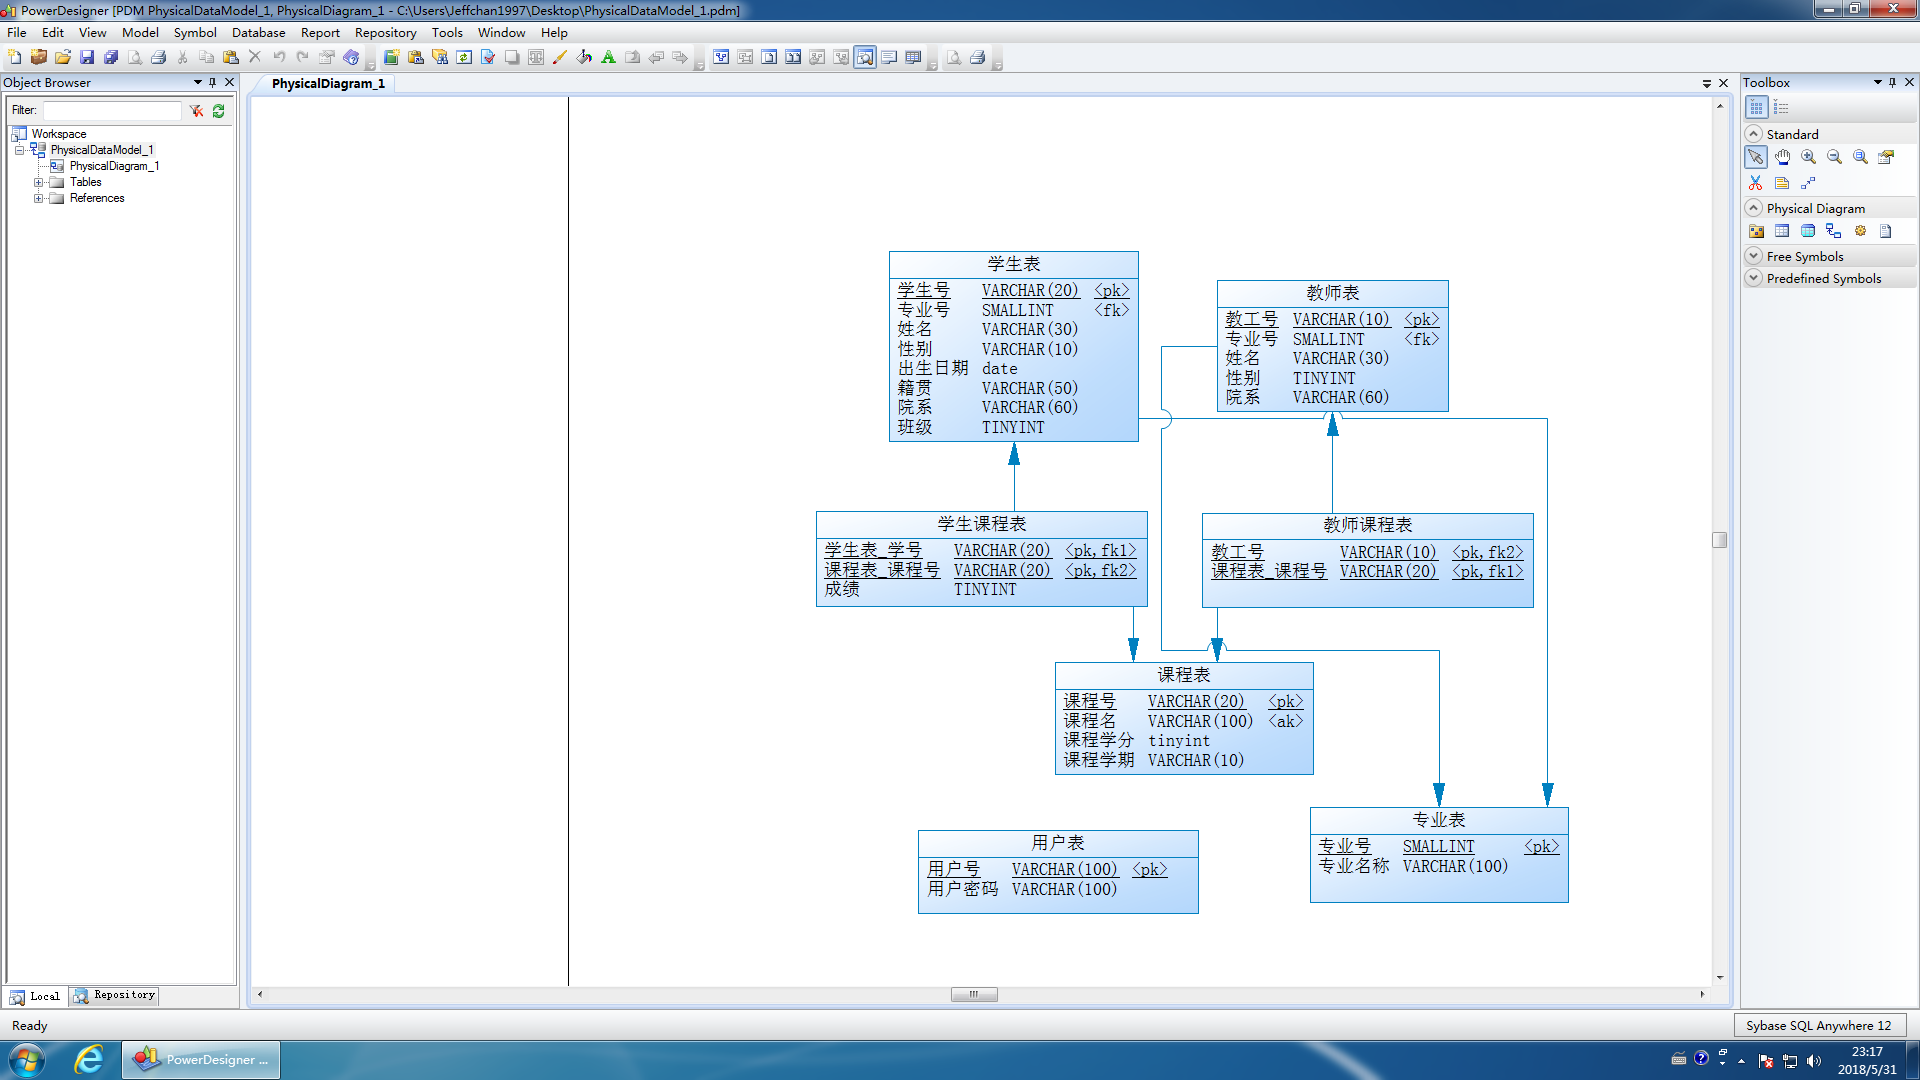 PowerDesigner [PDM PhysicalDataModel_1, PhysicalDiagram_1 - C:\Users\Jeffchan1997\Desktop\PhysicalDataModel_1.pdm]
File Edit View Model Symbol Database Report Repository Tools Window Help
Object Browser
Filter:
Workspace
PhysicalDataModel_1
PhysicalDiagram_1
Tables
References
Local Repository
PhysicalDiagram_1
学生表
学生号 VARCHAR(20) <pk>
专业号 SMALLINT <fk>
姓名 VARCHAR(30)
性别 VARCHAR(10)
出生日期 date
籍贯 VARCHAR(50)
院系 VARCHAR(60)
班级 TINYINT
教师表
教工号 VARCHAR(10) <pk>
专业号 SMALLINT <fk>
姓名 VARCHAR(30)
性别 TINYINT
院系 VARCHAR(60)
学生课程表
学生表_学号 VARCHAR(20) <pk,fk1>
课程表_课程号 VARCHAR(20) <pk,fk2>
成绩 TINYINT
教师课程表
教工号 VARCHAR(10) <pk,fk2>
课程表_课程号 VARCHAR(20) <pk,fk1>
课程表
课程号 VARCHAR(20) <pk>
课程名 VARCHAR(100) <ak>
课程学分 tinyint
课程学期 VARCHAR(10)
用户表
用户号 VARCHAR(100) <pk>
用户密码 VARCHAR(100)
专业表
专业号 SMALLINT <pk>
专业名称 VARCHAR(100)
Toolbox
Standard
Physical Diagram
Free Symbols
Predefined Symbols
Ready
Sybase SQL Anywhere 12
PowerDesigner ...
23:17
2018/5/31